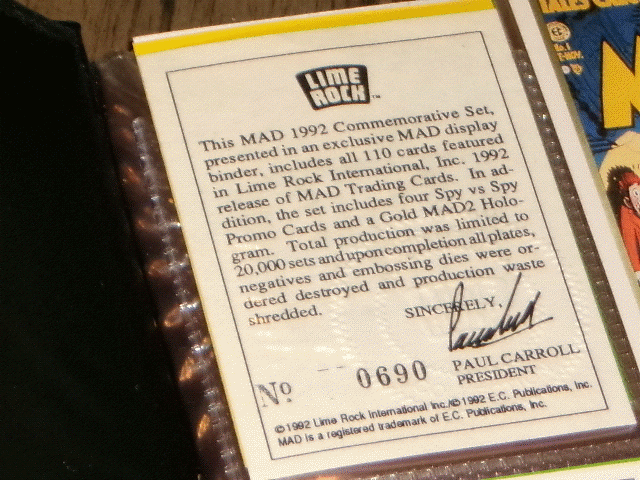 LIME
ROCK™
This MAD 1992 Commemorative Set,
presented in an exclusive MAD display
binder, includes all 110 cards featured
in Lime Rock International, Inc. 1992
release of MAD Trading Cards. In ad-
dition, the set includes four Spy vs Spy
Promo Cards and a Gold MAD2 Holo-
gram. Total production was limited to
20,000 sets and upon completion all plates,
negatives and embossing dies were or-
dered destroyed and production waste
shredded.
SINCERELY,
PAUL CARROLL
PRESIDENT
Nº 0690
©1992 Lime Rock International Inc./©1992 E.C. Publications, Inc.
MAD is a registered trademark of E.C. Publications, Inc.